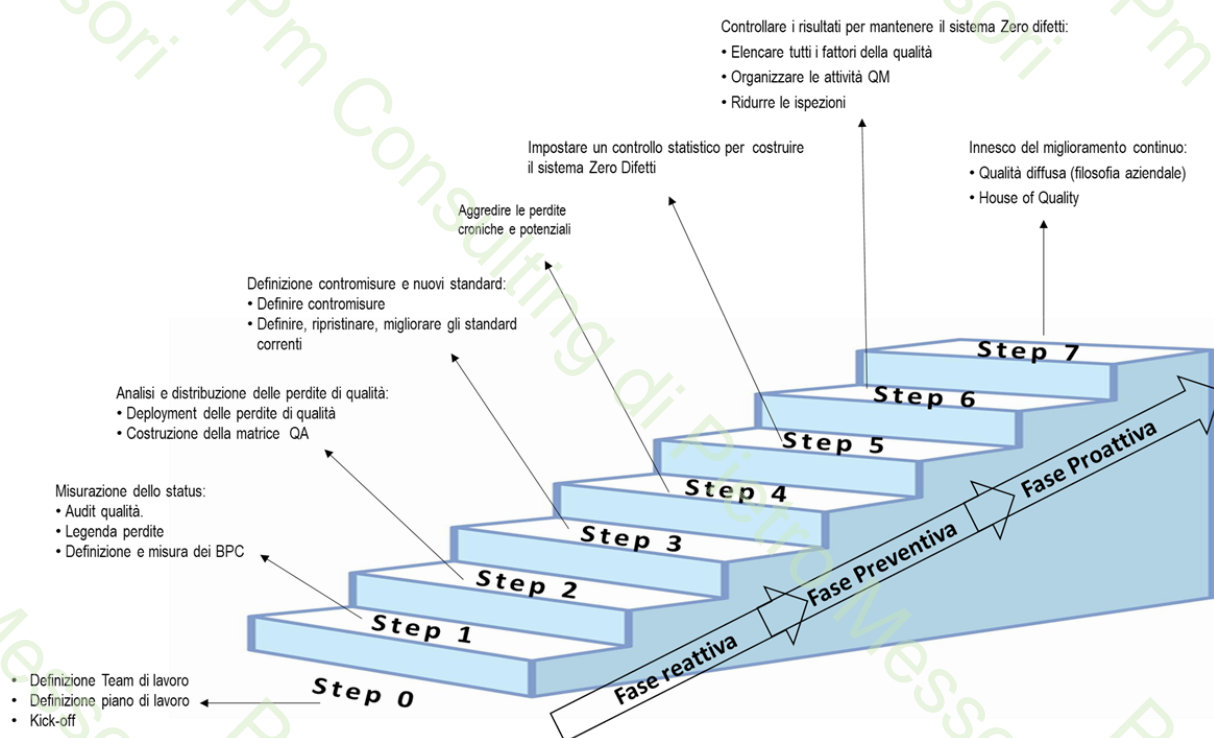 Controllare i risultati per mantenere il sistema Zero difetti:
• Elencare tutti i fattori della qualità
• Organizzare le attività QM
• Ridurre le ispezioni
Impostare un controllo statistico per costruire
il sistema Zero Difetti
Innesco del miglioramento continuo:
• Qualità diffusa (filosofia aziendale)
• House of Quality
Aggredire le perdite
croniche e potenziali
Definizione contromisure e nuovi standard:
• Definire contromisure
• Definire, ripristinare, migliorare gli standard
correnti
Analisi e distribuzione delle perdite di qualità:
• Deployment delle perdite di qualità
• Costruzione della matrice QA
Misurazione dello status:
• Audit qualità.
• Legenda perdite
• Definizione e misura dei BPC
• Definizione Team di lavoro
• Definizione piano di lavoro
• Kick-off
Step 7
Step 6
Step 5
Step 4
Step 3
Step 2
Step 1
Step 0
Fase reattiva
Fase Preventiva
Fase Proattiva
Pm Consulting di Pietro Messori